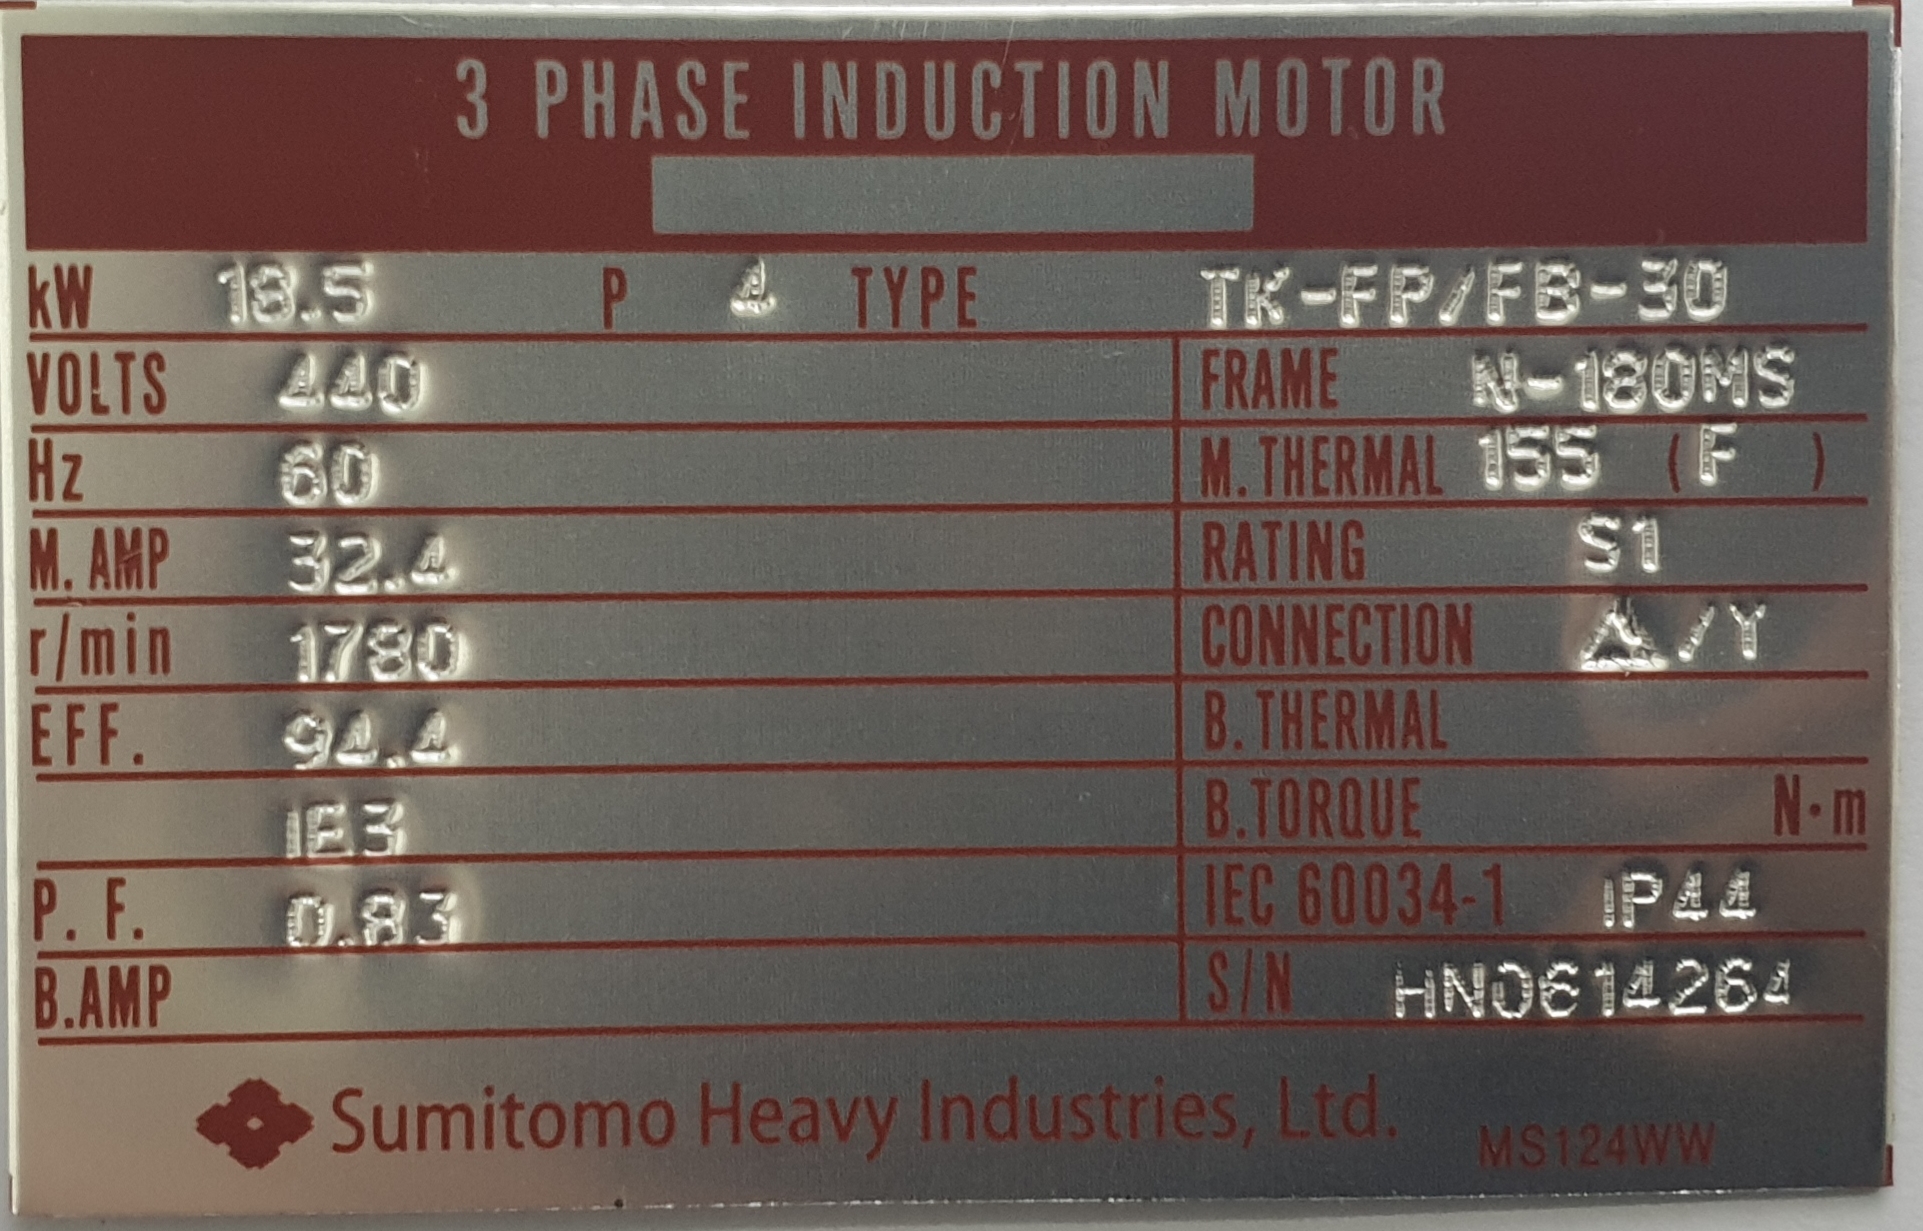 3 PHASE INDUCTION MOTOR
kW 18.5 P 4 TYPE TK-FP/FB-30
VOLTS 440 FRAME N-180MS
Hz 60 M. THERMAL 155 (F )
M. AMP 32.4 RATING S1
r/min 1780 CONNECTION △/Y
EFF. 94.4 B. THERMAL
IE3 B. TORQUE N·m
P. F. 0.83 IEC 60034-1 IP44
B.AMP S/N HN0614264
Sumitomo Heavy Industries, Ltd. MS124WW